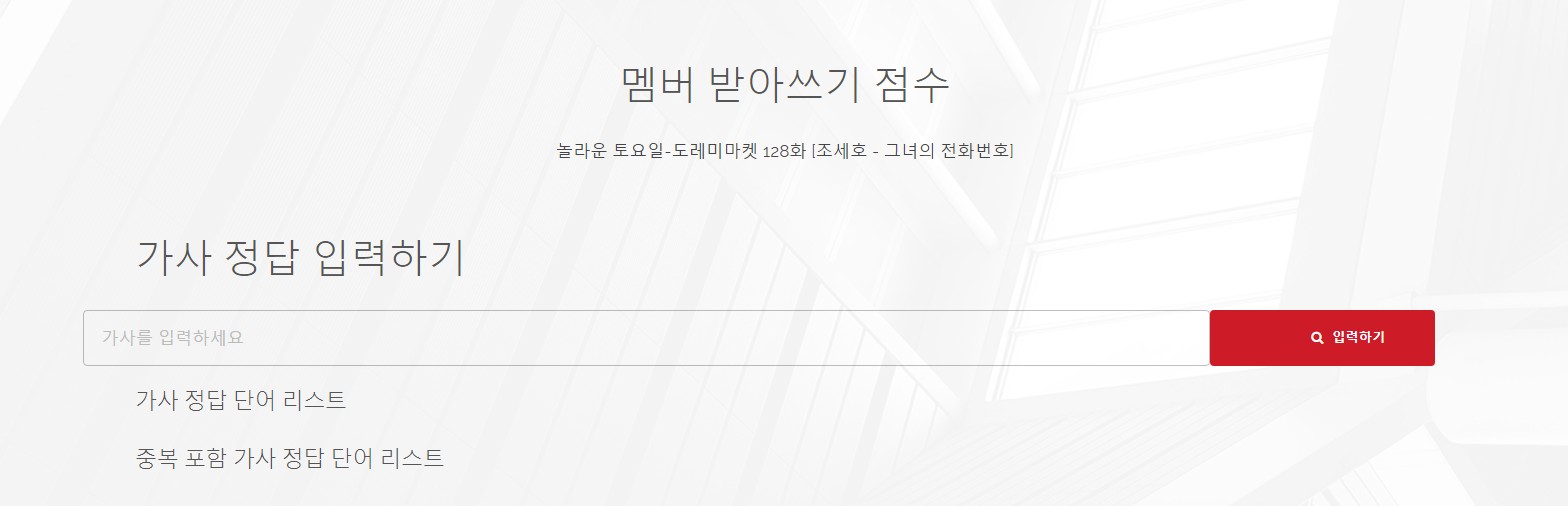 멤버 받아쓰기 점수
놀라운 토요일-도레미마켓 128화 [조세호 - 그녀의 전화번호]
가사 정답 입력하기
가사를 입력하세요
입력하기
가사 정답 단어 리스트
중복 포함 가사 정답 단어 리스트